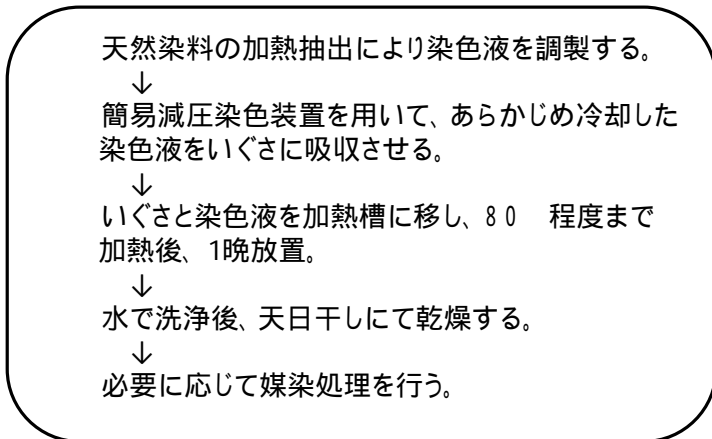 天然染料の加熱抽出により染色液を調製する。
↓
簡易減圧染色装置を用いて、あらかじめ冷却した
染色液をいぐさに吸収させる。
↓
いぐさと染色液を加熱槽に移し、８０　程度まで
加熱後、1晩放置。
↓
水で洗浄後、天日干しにて乾燥する。
↓
必要に応じて媒染処理を行う。